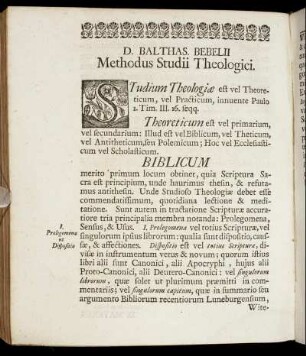 D. BALTHAS. BEBELII
Methodus Studii Theologici.
STudium Theologiæ est vel Theore-
ticum, vel Practicum, innuente Paulo
2. Tim. III. 16. seqq.
Theoreticum est vel primarium,
vel secundarium: Illud est vel Biblicum, vel Theticum,
vel Antitheticum, seu Polemicum; Hoc vel Ecclesiasti-
cum vel Scholasticum.
BIBLICUM
merito primum locum obtinet, quia Scriptura Sa-
cra est principium, unde haurimus thesin, & refuta-
mus antithesin. Unde Studioso Theologiæ debet esse
commendatissimum, quotidiana lectione & medi-
tatione. Sunt autem in tractatione Scripturæ accura-
tiore tria principalia membra notanda: Prolegomena,
Sensus, & Usus. I. Prolegomena vel totius Scripturæ, vel
singulorum ipsius librorum: qualia sunt dispositio, caus-
sæ, & affectiones. Dispositio est vel totius Scripturæ, di-
visæ in instrumentum vetus & novum: quorum istius
libri alii sunt Canonici, alii Apocryphi, hujus alii
Proto-Canonici, alii Deutero-Canonici: vel singulorum
librorum, quæ solet ut plurimum præmitti in com-
mentariis; vel singulorum capitum, quæ in summario seu
argumento Bibliorum recentiorum Luneburgensium,
Wite-
I.
Prolegomena
ac
Dispositio